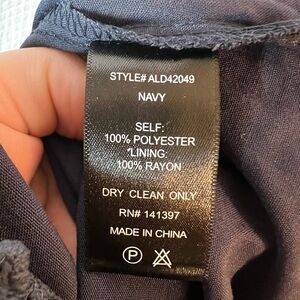 STYLE# ALD42049
NAVY
SELF:
100% POLYESTER
*LINING:
100% RAYON
DRY CLEAN ONLY
RN# 141397
MADE IN CHINA
P